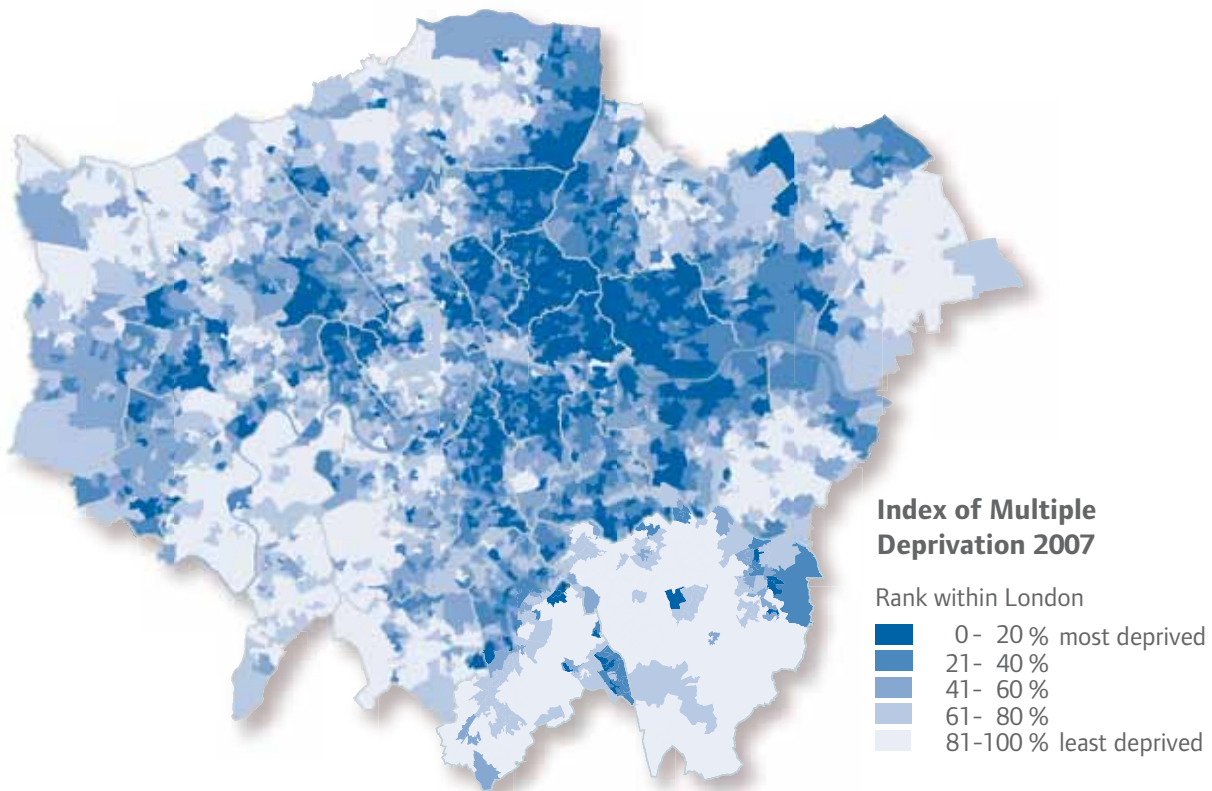 Index of Multiple
Deprivation 2007
Rank within London
0 - 20 % most deprived
21 - 40 %
41 - 60 %
61 - 80 %
81 -100 % least deprived